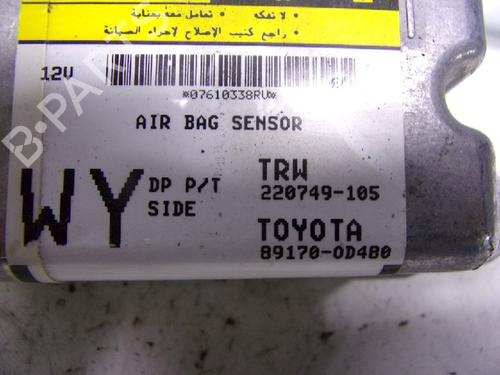 • لا تفكه • تعامل معه بعناية
• راجع كتيب الإصلاح لاجراء الصيانة
12V
*07610338RU*
AIR BAG SENSOR
WY
DP P/T
SIDE
TRW
220749-105
TOYOTA
89170-0D480
B-PARTS